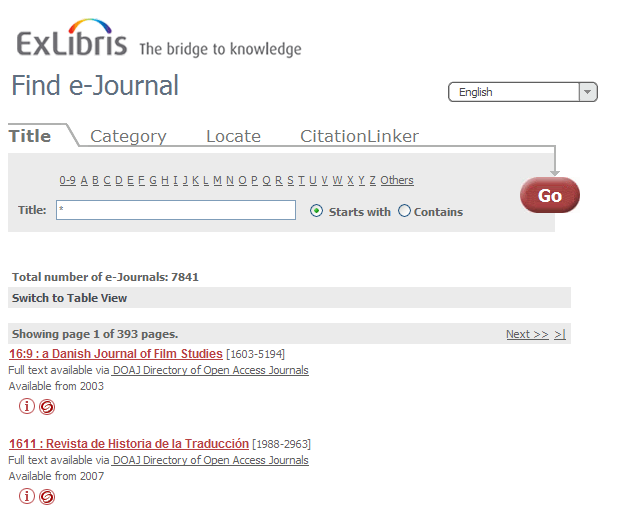 ExLibris The bridge to knowledge
Find e-Journal
English
Title Category Locate CitationLinker
0-9 A B C D E F G H I J K L M N O P Q R S T U V W X Y Z Others
Go
Title: * Starts with Contains
Total number of e-Journals: 7841
Switch to Table View
Showing page 1 of 393 pages. Next >> >|
16:9 : a Danish Journal of Film Studies [1603-5194]
Full text available via DOAJ Directory of Open Access Journals
Available from 2003
i
1611 : Revista de Historia de la Traducción [1988-2963]
Full text available via DOAJ Directory of Open Access Journals
Available from 2007
i